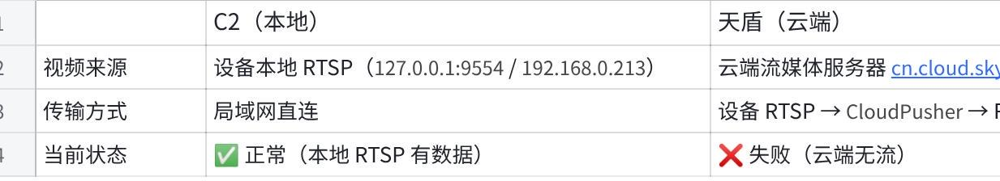 C2（本地）
天盾（云端）
2
视频来源
设备本地 RTSP（127.0.0.1:9554 / 192.168.0.213）
云端流媒体服务器 cn.cloud.sky
3
传输方式
局域网直连
设备 RTSP → CloudPusher →
4
当前状态
✅ 正常（本地 RTSP 有数据）
❌ 失败（云端无流）